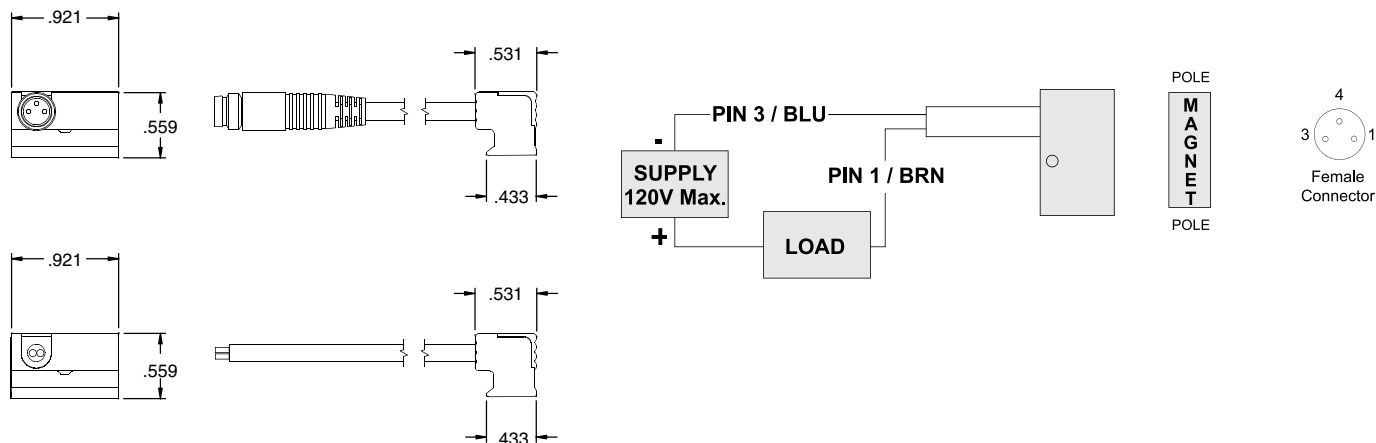 .921
.559
.531
.433
.921
.559
.531
.433
PIN 3 / BLU
-
SUPPLY
120V Max.
+
PIN 1 / BRN
LOAD
POLE
MAGNET
POLE
4
3
1
Female
Connector